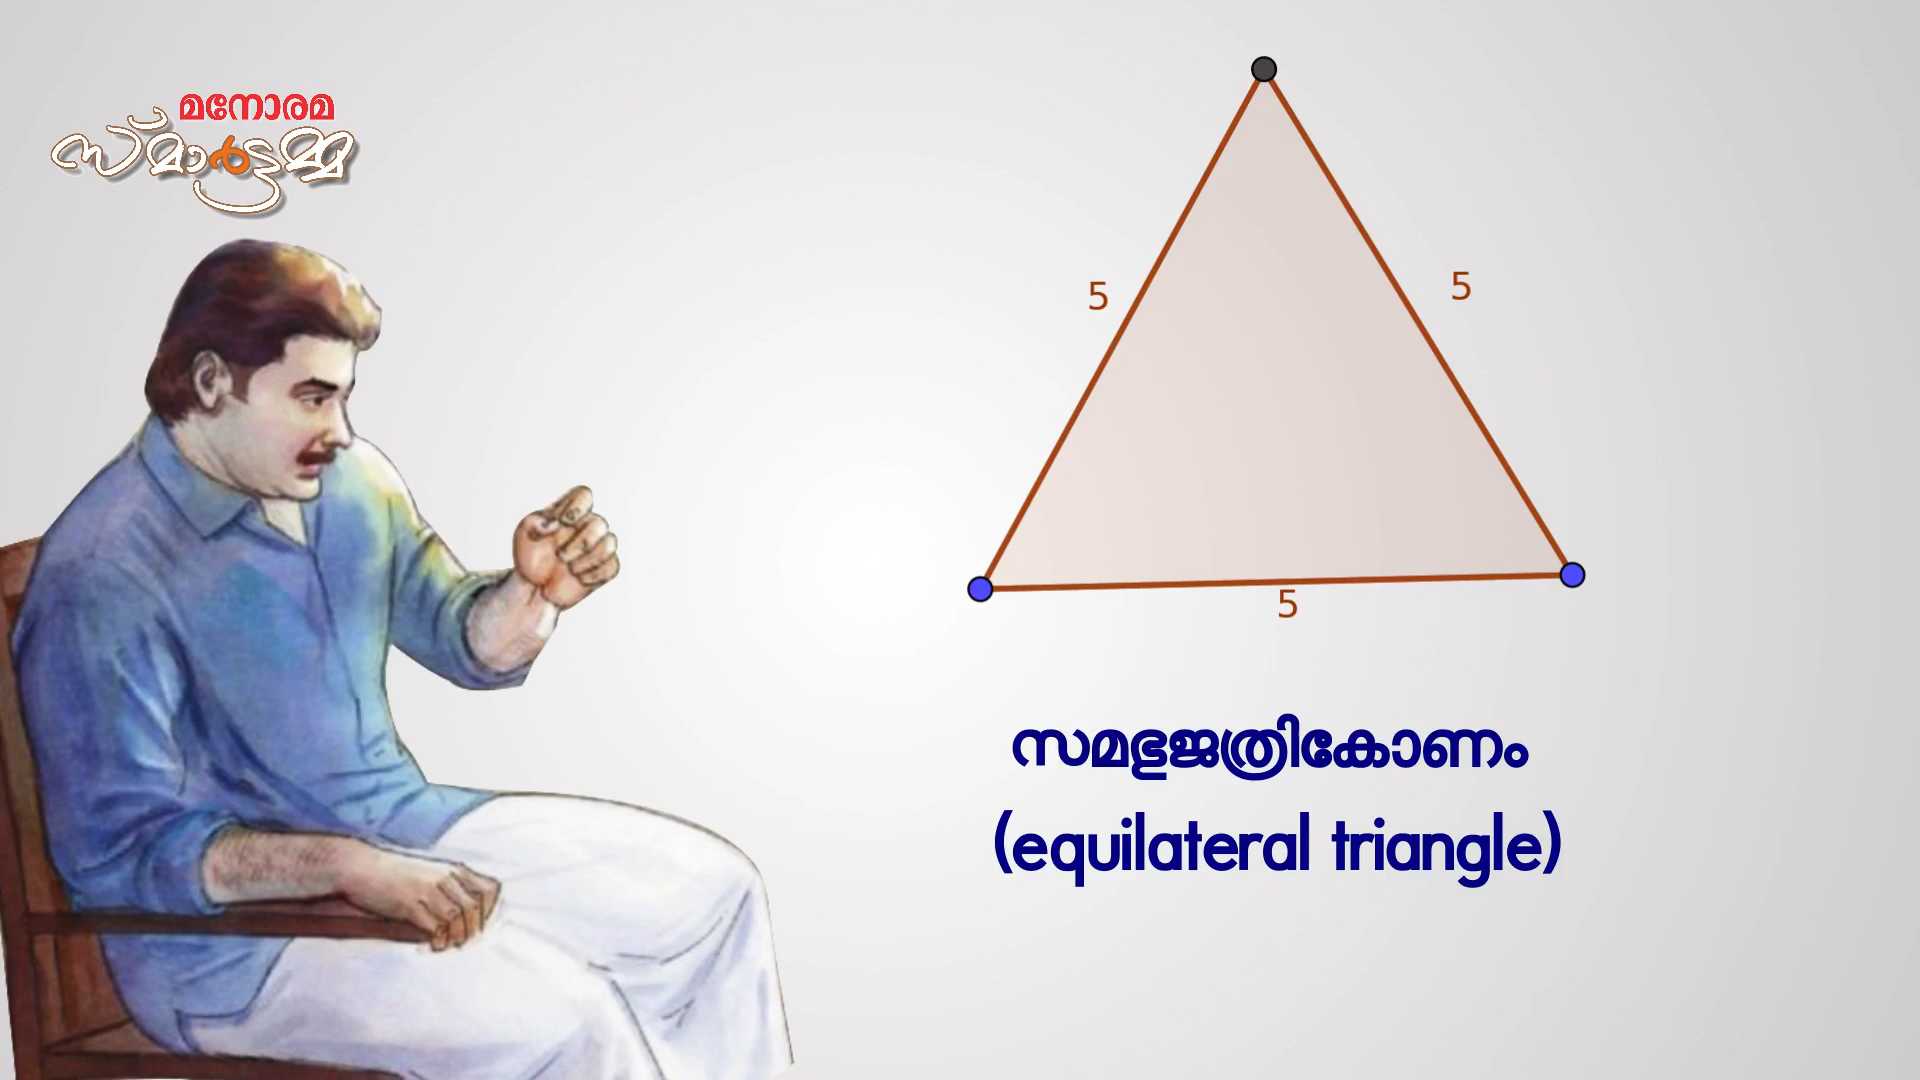 മനോരമ
സ്മാർട്ടമ്മ
5
5
5
സമഭുജത്രികോണം
(equilateral triangle)